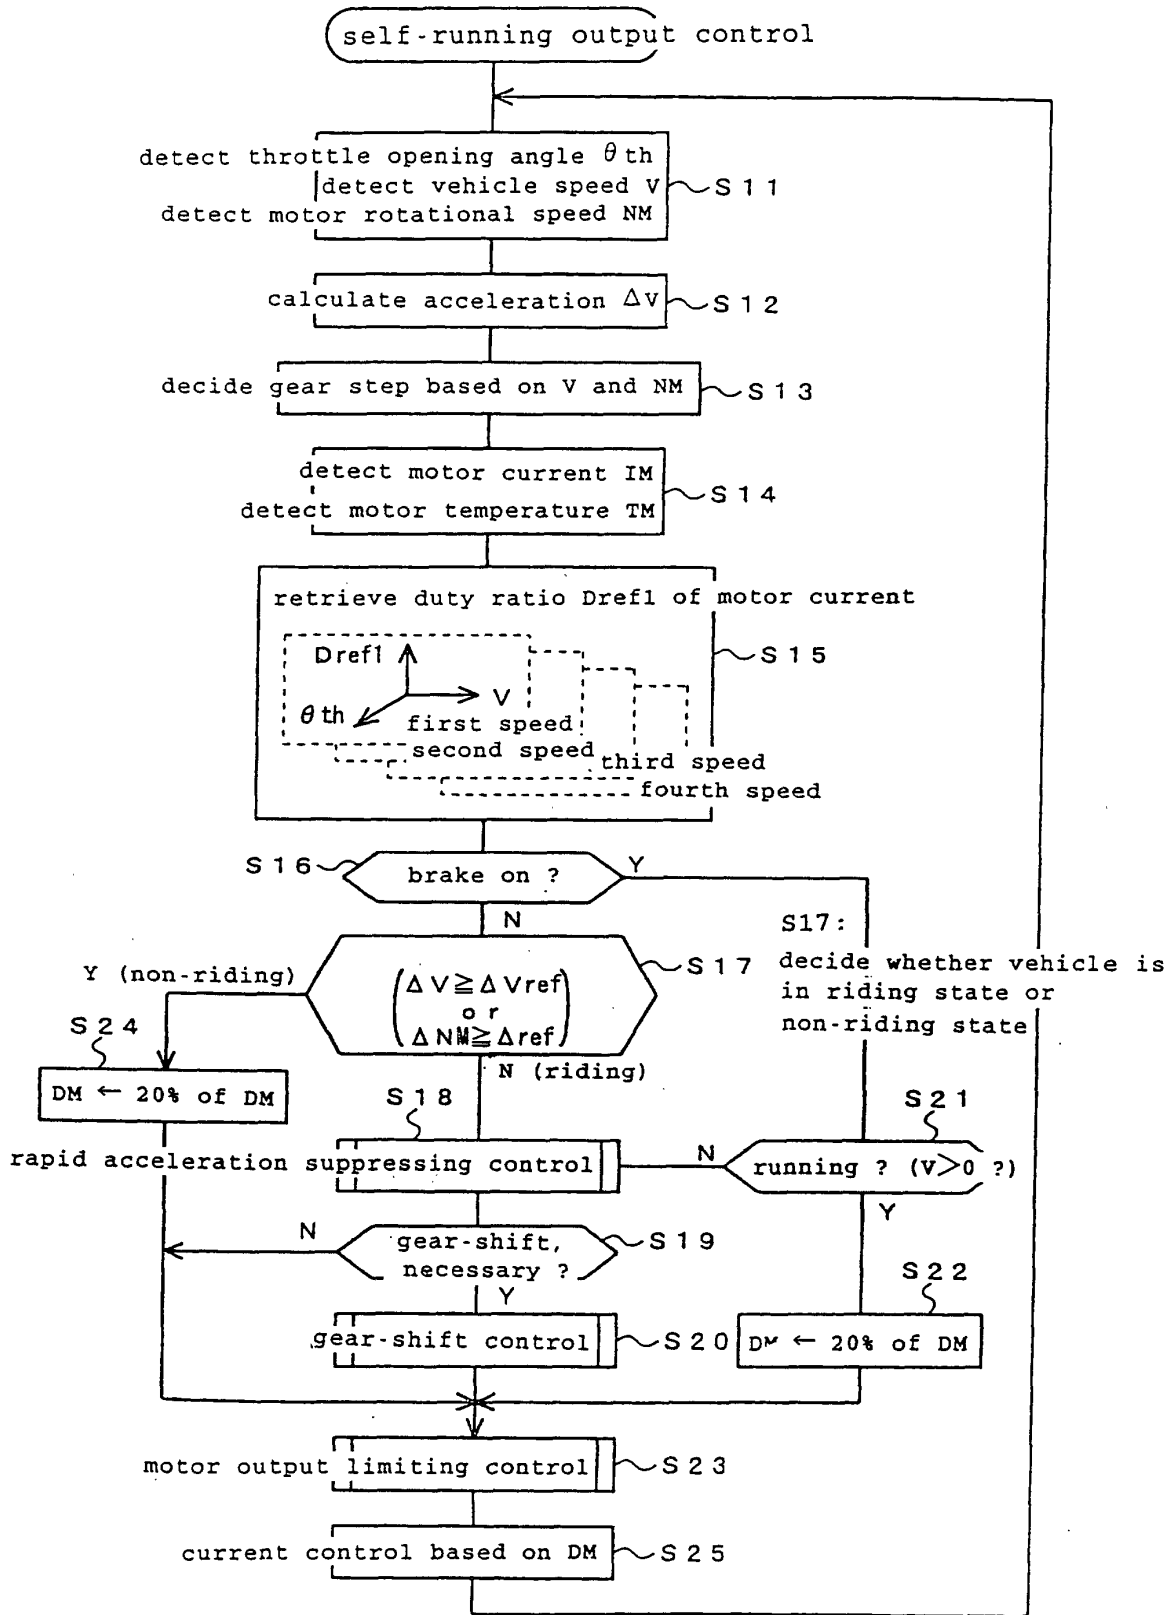 self-running output control
detect throttle opening angle θth
detect vehicle speed V
detect motor rotational speed NM
S11
calculate acceleration ΔV
S12
decide gear step based on V and NM
S13
detect motor current IM
detect motor temperature TM
S14
retrieve duty ratio Dref1 of motor current
Dref1
V
θth
first speed
second speed
third speed
fourth speed
S15
S16
brake on ?
Y
N
S17:
decide whether vehicle is
in riding state or
non-riding state
Y (non-riding)
ΔV≧ΔVref
or
ΔNM≧Δref
S17
N (riding)
S24
DM ← 20% of DM
S18
rapid acceleration suppressing control
S21
running ? (V>0 ?)
N
Y
gear-shift,
necessary ?
S19
N
Y
S22
gear-shift control
S20
DM ← 20% of DM
motor output limiting control
S23
current control based on DM
S25